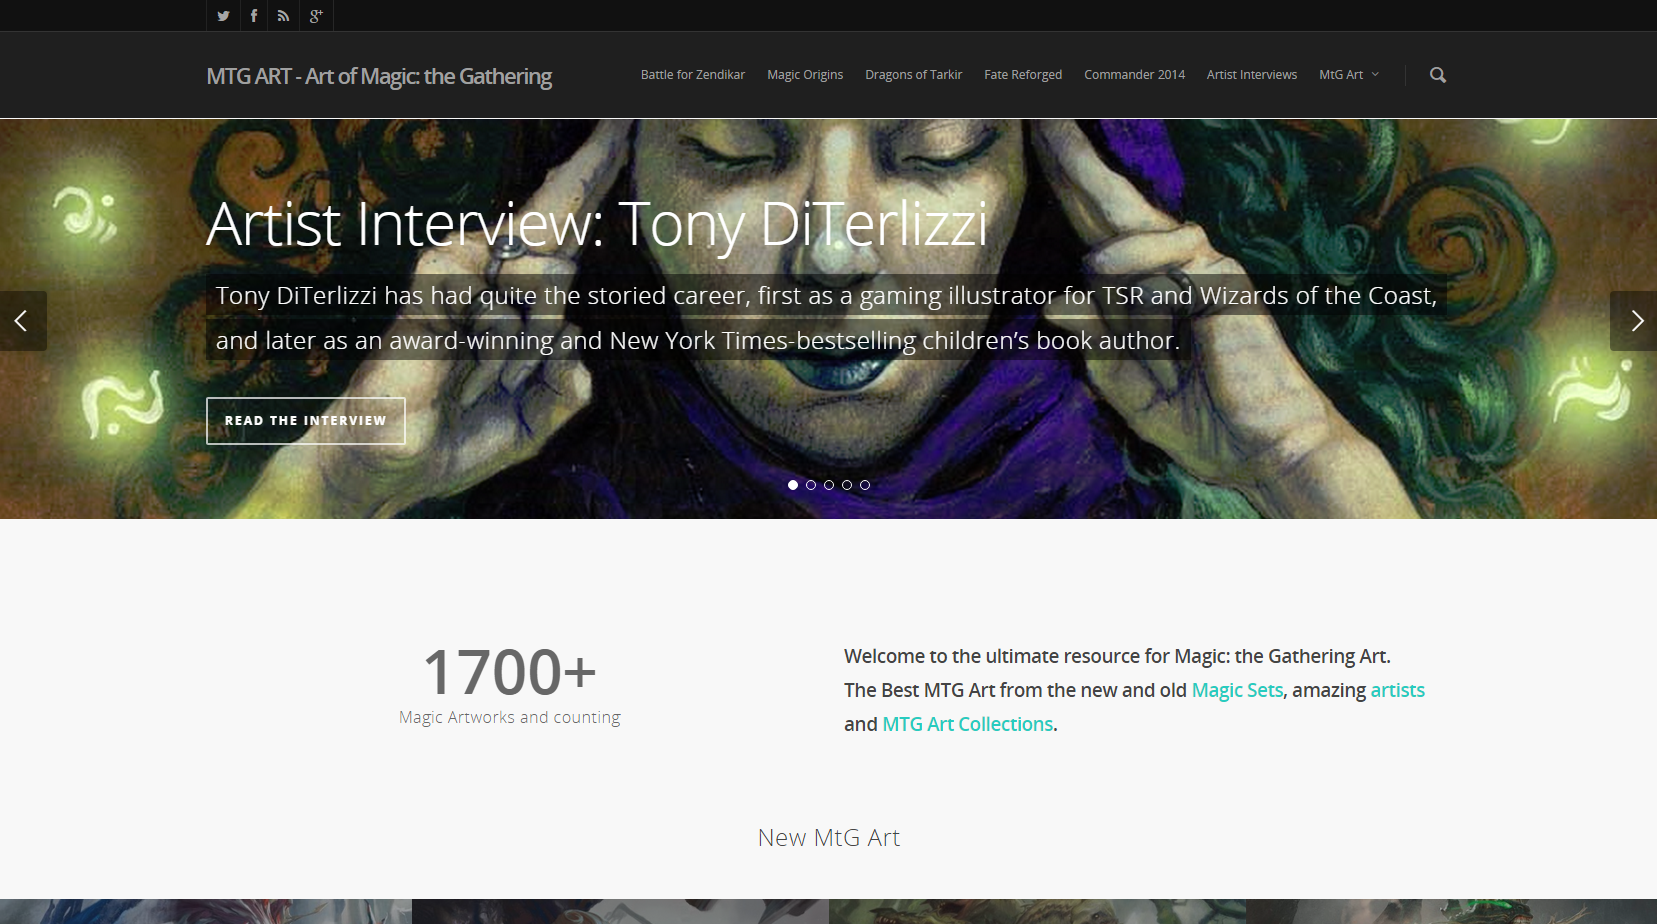 MTG ART - Art of Magic: the Gathering
Battle for Zendikar
Magic Origins
Dragons of Tarkir
Fate Reforged
Commander 2014
Artist Interviews
MtG Art
Artist Interview: Tony DiTerlizzi
Tony DiTerlizzi has had quite the storied career, first as a gaming illustrator for TSR and Wizards of the Coast,
and later as an award-winning and New York Times-bestselling children’s book author.
READ THE INTERVIEW
1700+
Magic Artworks and counting
Welcome to the ultimate resource for Magic: the Gathering Art.
The Best MTG Art from the new and old Magic Sets, amazing artists
and MTG Art Collections.
New MtG Art